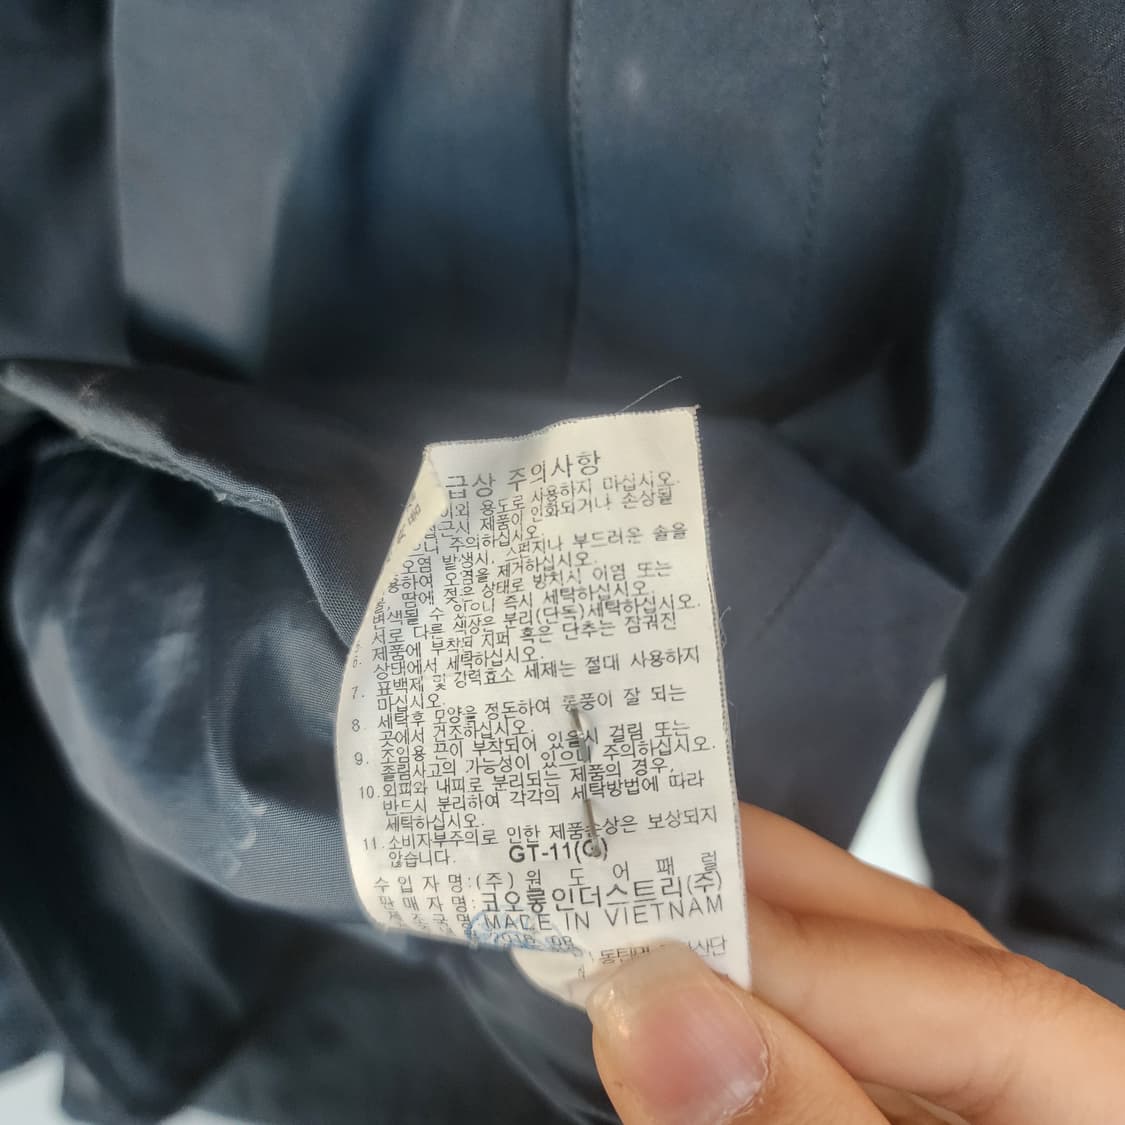 급상 주의사항
이외 용도로 사용하지 마십시오.
접근시 제품이 인화되거나 손상될
으니 주의하십시오.
오염 발생시, 스펀지나 부드러운 솔을
용하여 오염을 제거하십시오.
물, 땀에 젖은 상태로 방치시 이염 또는
변색될 수 있으니 즉시 세탁하십시오.
서로 다른 색상은 분리(단독)세탁하십시오.
6. 제품에 부착된 지퍼 혹은 단추는 잠궈진
상태에서 세탁하십시오.
7. 표백제 및 강력효소 세제는 절대 사용하지
마십시오.
8. 세탁후 모양을 정돈하여 통풍이 잘 되는
곳에서 건조하십시오.
9. 조임용 끈이 부착되어 있을시 걸림 또는
졸림사고의 가능성이 있으니 주의하십시오.
10. 외피와 내피로 분리되는 제품의 경우,
반드시 분리하여 각각의 세탁방법에 따라
세탁하십시오.
11. 소비자부주의로 인한 제품손상은 보상되지
않습니다.
GT-11(G)
수입자명:(주)원도어패럴
판매자명:코오롱인더스트리(주)
제조국명 MADE IN VIETNAM